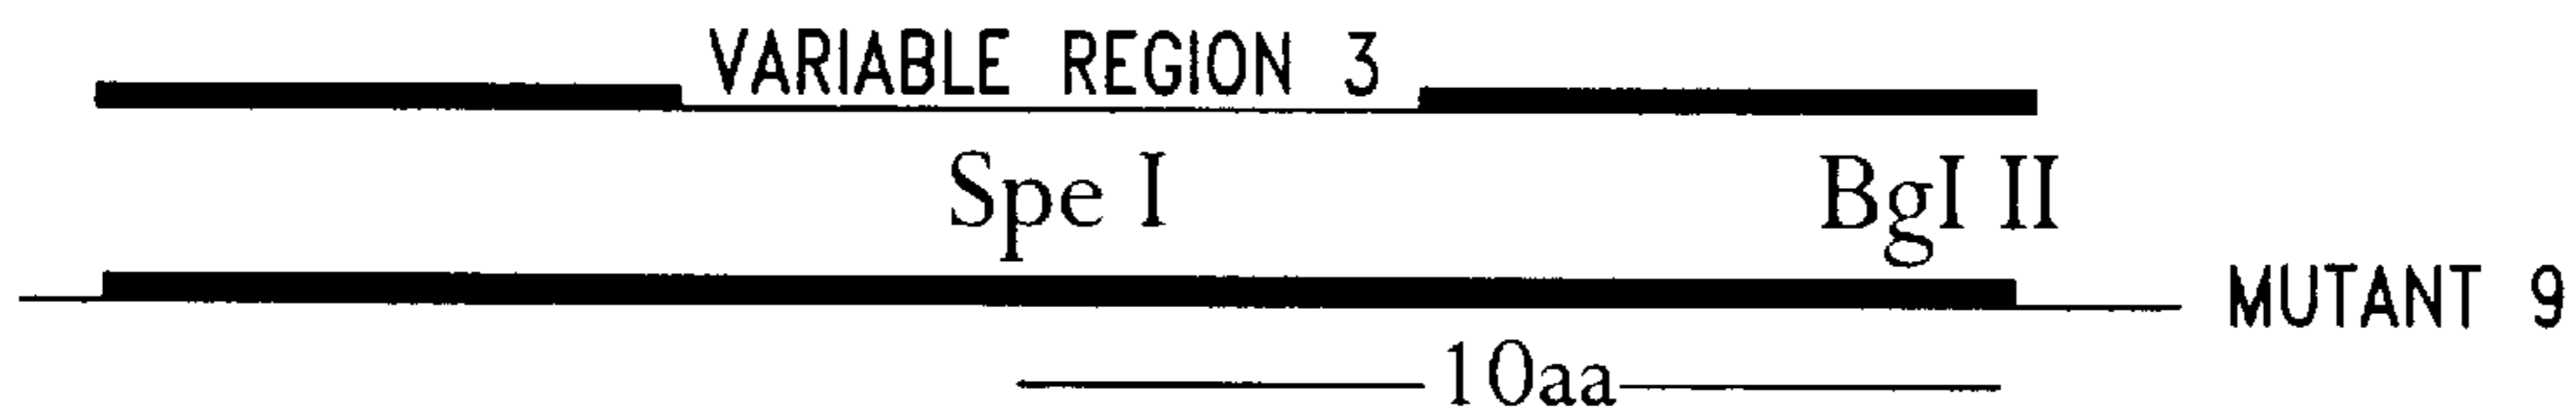 VARIABLE REGION 3
Spe I BgI II
MUTANT 9
10aa